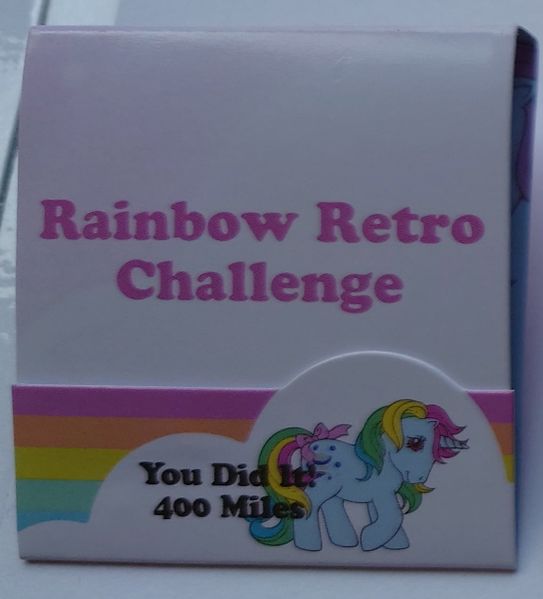 Rainbow Retro
Challenge
You Did It!
400 Miles